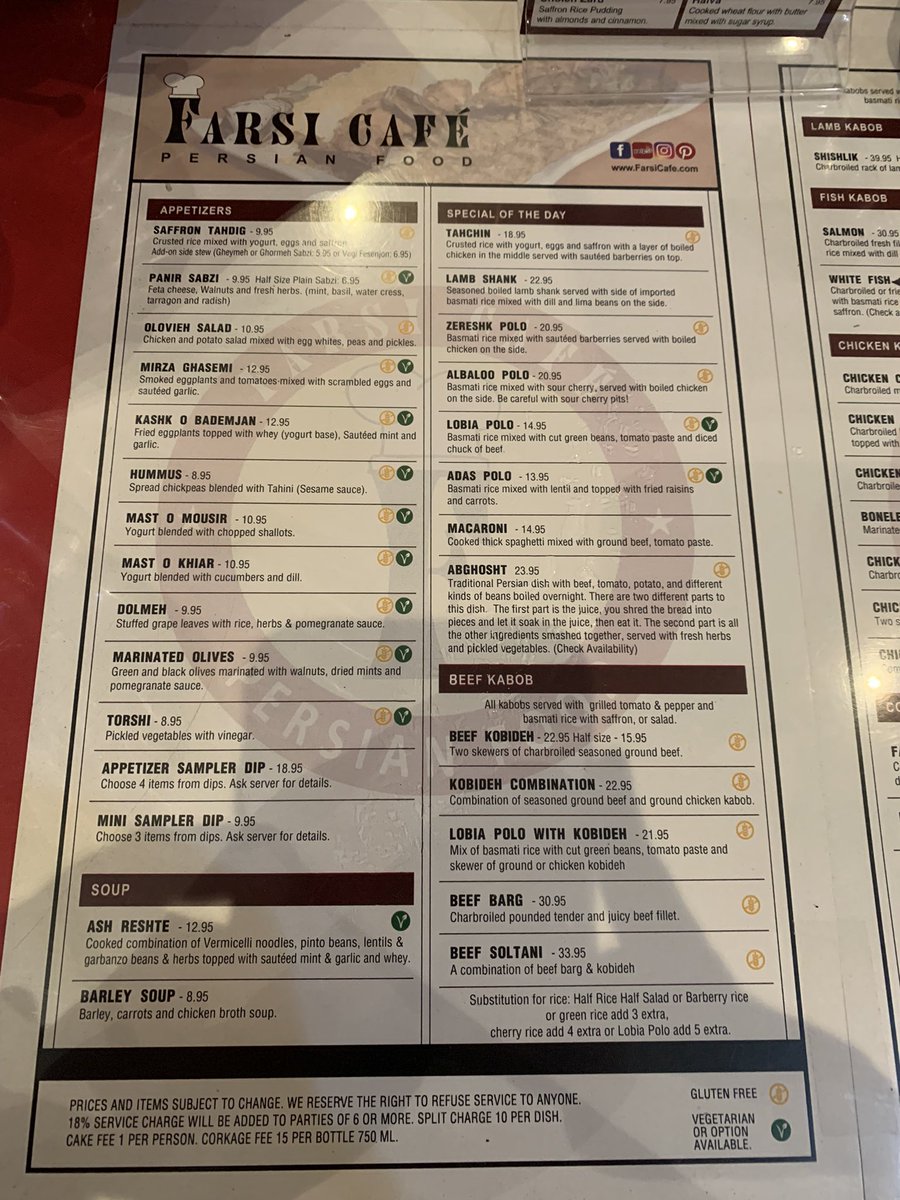 7.95
7.95
Saffron Rice Pudding
with almonds and cinnamon.
Cooked wheat flour with butter
mixed with sugar syrup.
FARSI CAFÉ
PERSIAN FOOD
www.FarsiCafe.com
APPETIZERS
SAFFRON TAHDIG - 9.95
Crusted rice mixed with yogurt, eggs and saffron
Add-on side stew (Gheymeh or Ghormeh Sabzi: 5.95 or Vegi Fesenjon: 6.95)
PANIR SABZI - 9.95 Half Size Plain Sabzi: 6.95
Feta cheese, Walnuts and fresh herbs. (mint, basil, water cress,
tarragon and radish)
OLOVIEH SALAD - 10.95
Chicken and potato salad mixed with egg whites, peas and pickles.
MIRZA GHASEMI - 12.95
Smoked eggplants and tomatoes mixed with scrambled eggs and
sautéed garlic.
KASHK O BADEMJAN - 12.95
Fried eggplants topped with whey (yogurt base), Sautéed mint and
garlic.
HUMMUS - 8.95
Spread chickpeas blended with Tahini (Sesame sauce).
MAST O MOUSIR - 10.95
Yogurt blended with chopped shallots.
MAST O KHIAR - 10.95
Yogurt blended with cucumbers and dill.
DOLMEH - 9.95
Stuffed grape leaves with rice, herbs & pomegranate sauce.
MARINATED OLIVES - 9.95
Green and black olives marinated with walnuts, dried mints and
pomegranate sauce.
TORSHI - 8.95
Pickled vegetables with vinegar.
APPETIZER SAMPLER DIP - 18.95
Choose 4 items from dips. Ask server for details.
MINI SAMPLER DIP - 9.95
Choose 3 items from dips. Ask server for details.
SOUP
ASH RESHTE - 12.95
Cooked combination of Vermicelli noodles, pinto beans, lentils &
garbanzo beans & herbs topped with sautéed mint & garlic and whey.
BARLEY SOUP - 8.95
Barley, carrots and chicken broth soup.
SPECIAL OF THE DAY
TAHCHIN - 18.95
Crusted rice with yogurt, eggs and saffron with a layer of boiled
chicken in the middle served with sautéed barberries on top.
LAMB SHANK - 22.95
Seasoned boiled lamb shank served with side of imported
basmati rice mixed with dill and lima beans on the side.
ZERESHK POLO - 20.95
Basmati rice mixed with sautéed barberries served with boiled
chicken on the side.
ALBALOO POLO - 20.95
Basmati rice mixed with sour cherry, served with boiled chicken
on the side. Be careful with sour cherry pits!
LOBIA POLO - 14.95
Basmati rice mixed with cut green beans, tomato paste and diced
chuck of beef.
ADAS POLO - 13.95
Basmati rice mixed with lentil and topped with fried raisins
and carrots.
MACARONI - 14.95
Cooked thick spaghetti mixed with ground beef, tomato paste.
ABGHOSHT 23.95
Traditional Persian dish with beef, tomato, potato, and different
kinds of beans boiled overnight. There are two different parts to
this dish. The first part is the juice, you shred the bread into
pieces and let it soak in the juice, then eat it. The second part is all
the other ingredients smashed together, served with fresh herbs
and pickled vegetables. (Check Availability)
BEEF KABOB
All kabobs served with grilled tomato & pepper and
basmati rice with saffron, or salad.
BEEF KOBIDEH - 22.95 Half size - 15.95
Two skewers of charbroiled seasoned ground beef.
KOBIDEH COMBINATION - 22.95
Combination of seasoned ground beef and ground chicken kabob.
LOBIA POLO WITH KOBIDEH - 21.95
Mix of basmati rice with cut green beans, tomato paste and
skewer of ground or chicken kobideh
BEEF BARG - 30.95
Charbroiled pounded tender and juicy beef fillet.
BEEF SOLTANI - 33.95
A combination of beef barg & kobideh
Substitution for rice: Half Rice Half Salad or Barberry rice
or green rice add 3 extra,
cherry rice add 4 extra or Lobia Polo add 5 extra.
PRICES AND ITEMS SUBJECT TO CHANGE. WE RESERVE THE RIGHT TO REFUSE SERVICE TO ANYONE.
18% SERVICE CHARGE WILL BE ADDED TO PARTIES OF 6 OR MORE. SPLIT CHARGE 10 PER DISH.
CAKE FEE 1 PER PERSON. CORKAGE FEE 15 PER BOTTLE 750 ML.
GLUTEN FREE
VEGETARIAN
OR OPTION
AVAILABLE.
kabobs served
basmati
LAMB KABOB
SHISHLIK - 39.95
Charbroiled rack of
FISH KABOB
SALMON - 30.95
Charbroiled fresh
rice mixed with dill
WHITE FISH
Charbroiled or
with basmati rice
saffron. (Check
CHICKEN
CHICKEN
Charbroiled
CHICKEN
Charbroiled
topped with
CHICKEN
Charbroiled
Two